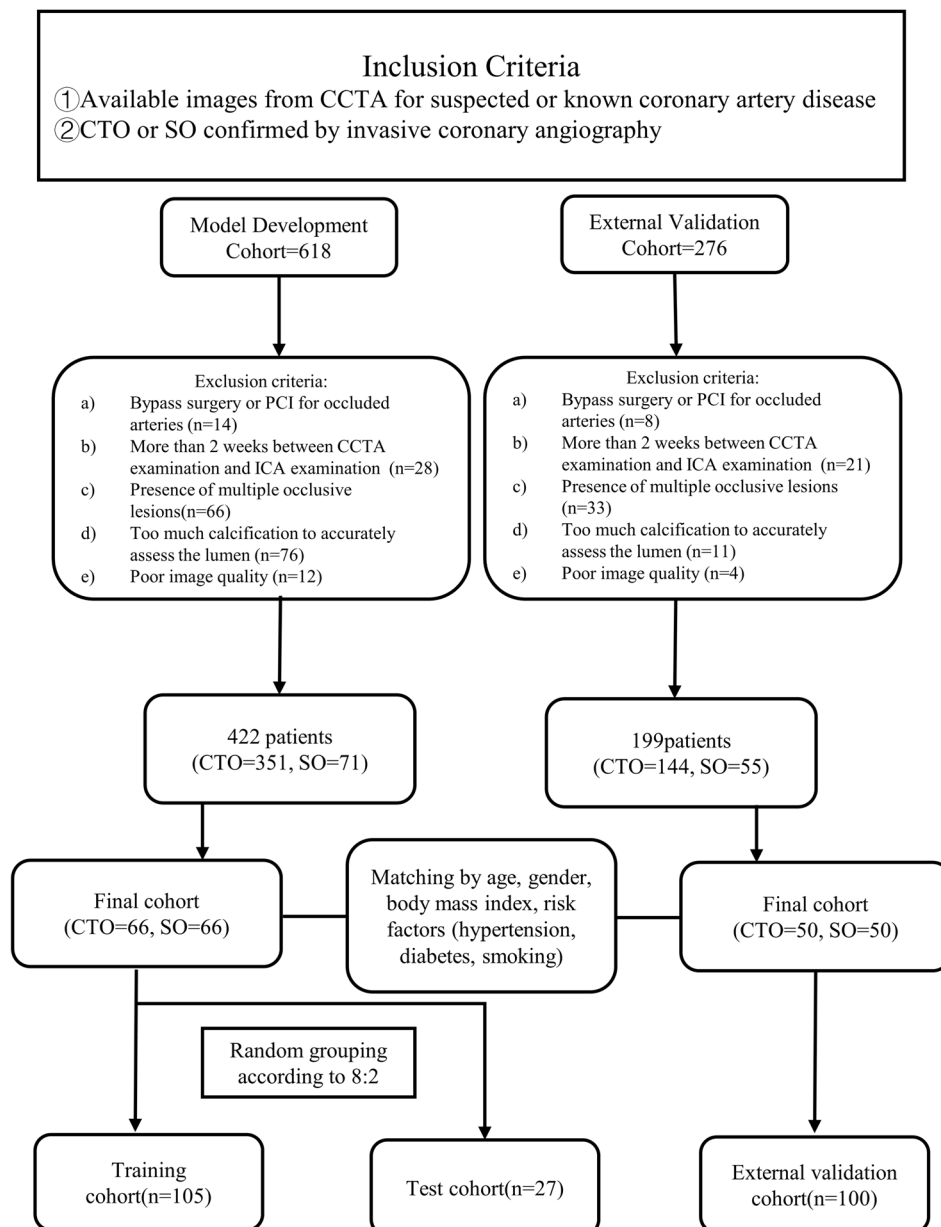 Inclusion Criteria
①Available images from CCTA for suspected or known coronary artery disease
②CTO or SO confirmed by invasive coronary angiography
Model Development
Cohort=618
External Validation
Cohort=276
Exclusion criteria:
a) Bypass surgery or PCI for occluded
arteries (n=14)
b) More than 2 weeks between CCTA
examination and ICA examination (n=28)
c) Presence of multiple occlusive
lesions(n=66)
d) Too much calcification to accurately
assess the lumen (n=76)
e) Poor image quality (n=12)
Exclusion criteria:
a) Bypass surgery or PCI for occluded
arteries (n=8)
b) More than 2 weeks between CCTA
examination and ICA examination (n=21)
c) Presence of multiple occlusive lesions
(n=33)
d) Too much calcification to accurately
assess the lumen (n=11)
e) Poor image quality (n=4)
422 patients
(CTO=351, SO=71)
199patients
(CTO=144, SO=55)
Final cohort
(CTO=66, SO=66)
Matching by age, gender,
body mass index, risk
factors (hypertension,
diabetes, smoking)
Final cohort
(CTO=50, SO=50)
Random grouping
according to 8:2
Training
cohort(n=105)
Test cohort(n=27)
External validation
cohort(n=100)